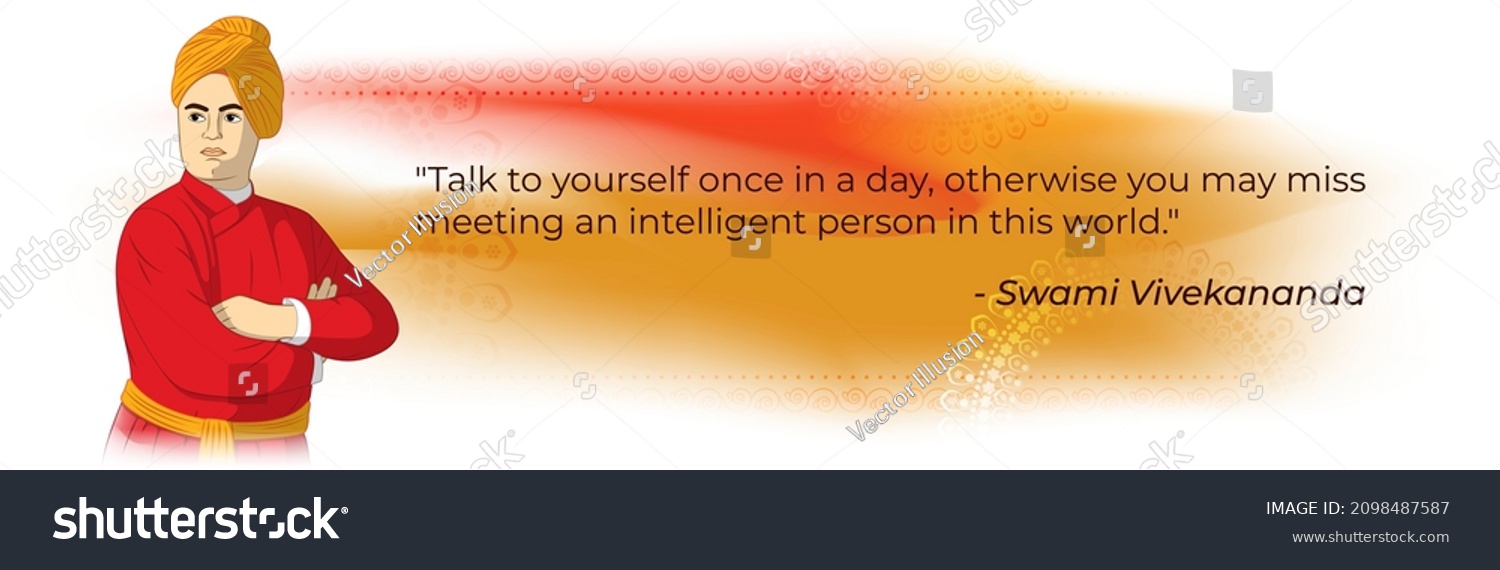 "Talk to yourself once in a day, otherwise you may miss
meeting an intelligent person in this world."
- Swami Vivekananda
Vector Illusion
Vector Illusion
shutterstock
IMAGE ID: 2098487587
www.shutterstock.com